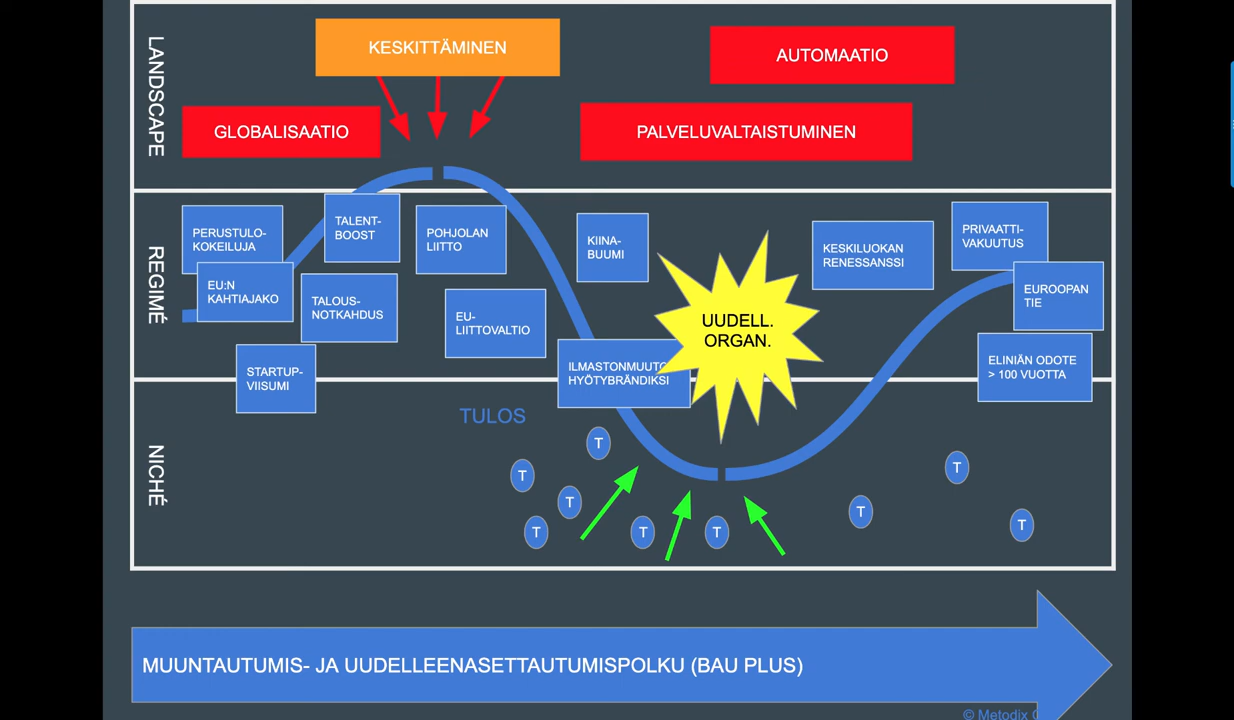 LANDSCAPE
KESKITTÄMINEN
AUTOMAATIO
GLOBALISAATIO
PALVELUVALTAISTUMINEN
REGIMÉ
PERUSTULO-
KOKEILUJA
TALENT-
BOOST
POHJOLAN
LIITTO
KIINA-
BUUMI
KESKILUOKAN
RENESSANSSI
PRIVAATTI-
VAKUUTUS
EU:N
KAHTIAJAKO
TALOUS-
NOTKAHDUS
EU-
LIITTOVALTIO
UUDELL.
ORGAN.
EUROOPAN
TIE
STARTUP-
VIISUMI
ILMASTONMUUTO
HYÖTYBRÄNDIKSI
ELINIÄN ODOTE
> 100 VUOTTA
NICHÉ
TULOS
T
T
T
T
T
T
T
T
T
MUUNTAUTUMIS- JA UUDELLEENASETTAUTUMISPOLKU (BAU PLUS)
© Metodix